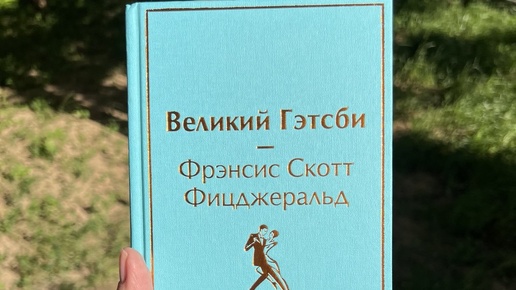 Великий Гэтсби
Фрэнсис Скотт
Фицджеральд